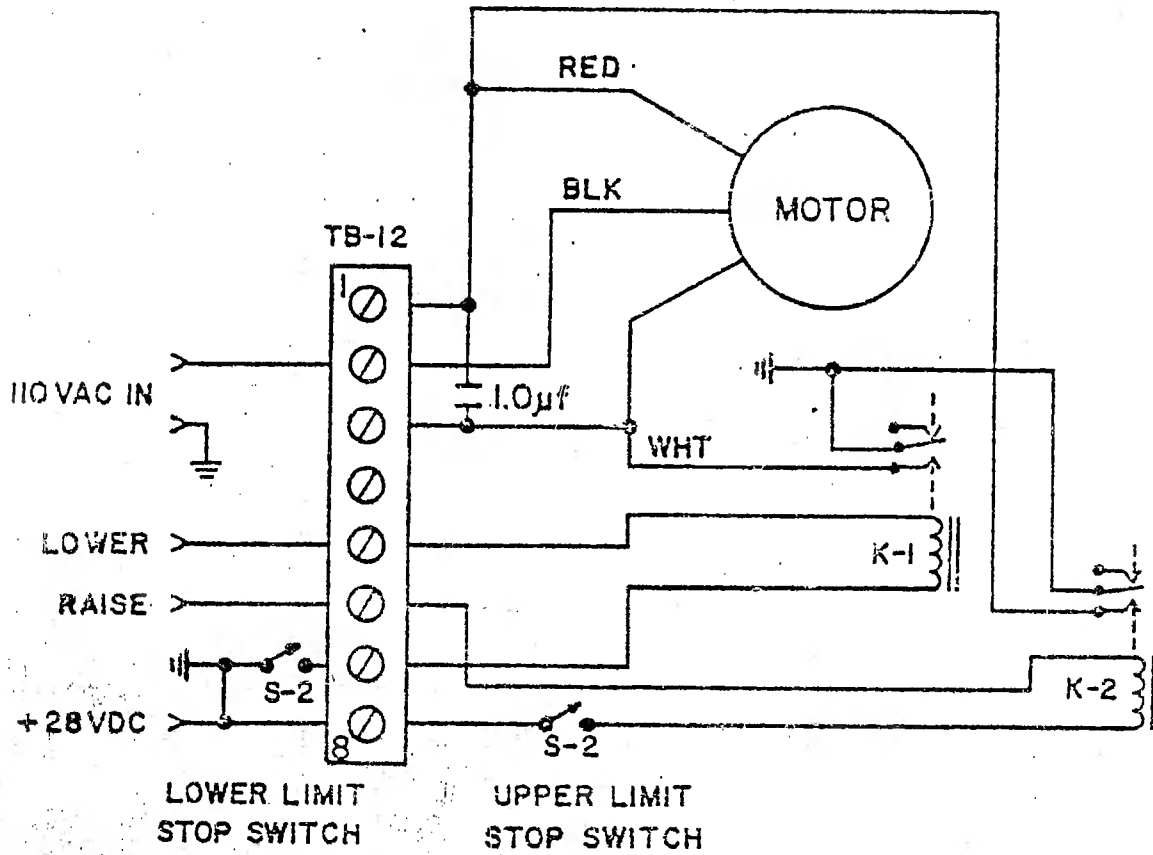 RED
BLK
MOTOR
TB-12
1
110 VAC IN
1.0µf
WHT
LOWER
K-1
RAISE
S-2
K-2
+28VDC
8
S-2
LOWER LIMIT
STOP SWITCH
UPPER LIMIT
STOP SWITCH